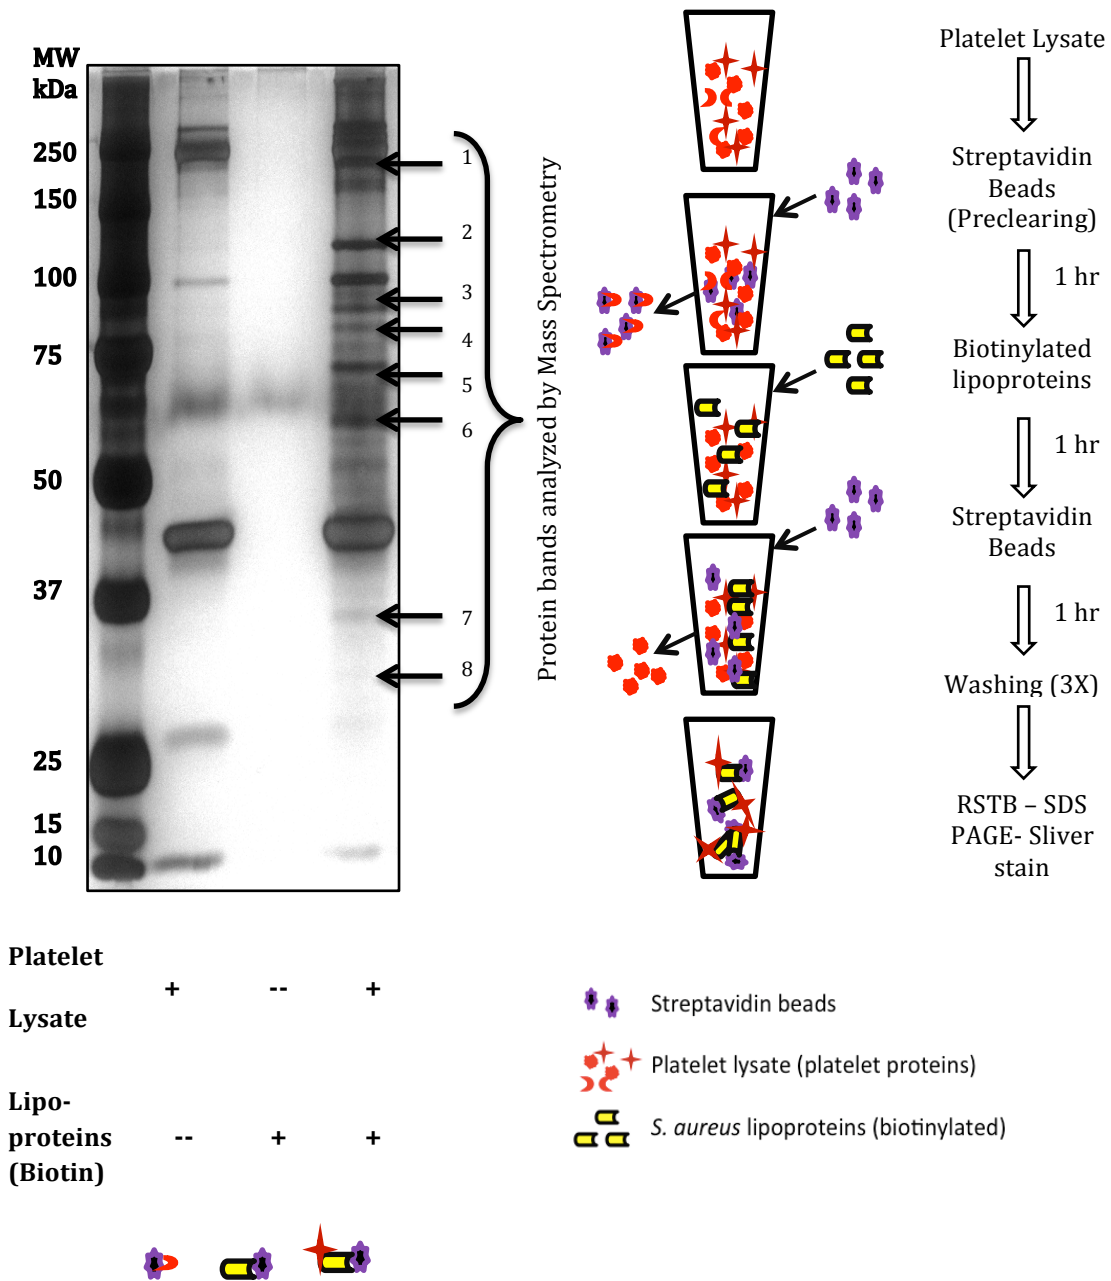 MW
kDa
250
150
100
75
50
37
25
15
10
1
2
3
4
5
6
7
8
Protein bands analyzed by Mass Spectrometry
Platelet Lysate
Streptavidin
Beads
(Preclearing)
1 hr
Biotinylated
lipoproteins
1 hr
Streptavidin
Beads
1 hr
Washing (3X)
RSTB – SDS
PAGE- Sliver
stain
Platelet
+ -- +
Lysate
Lipo-
proteins -- + +
(Biotin)
Streptavidin beads
Platelet lysate (platelet proteins)
S. aureus lipoproteins (biotinylated)